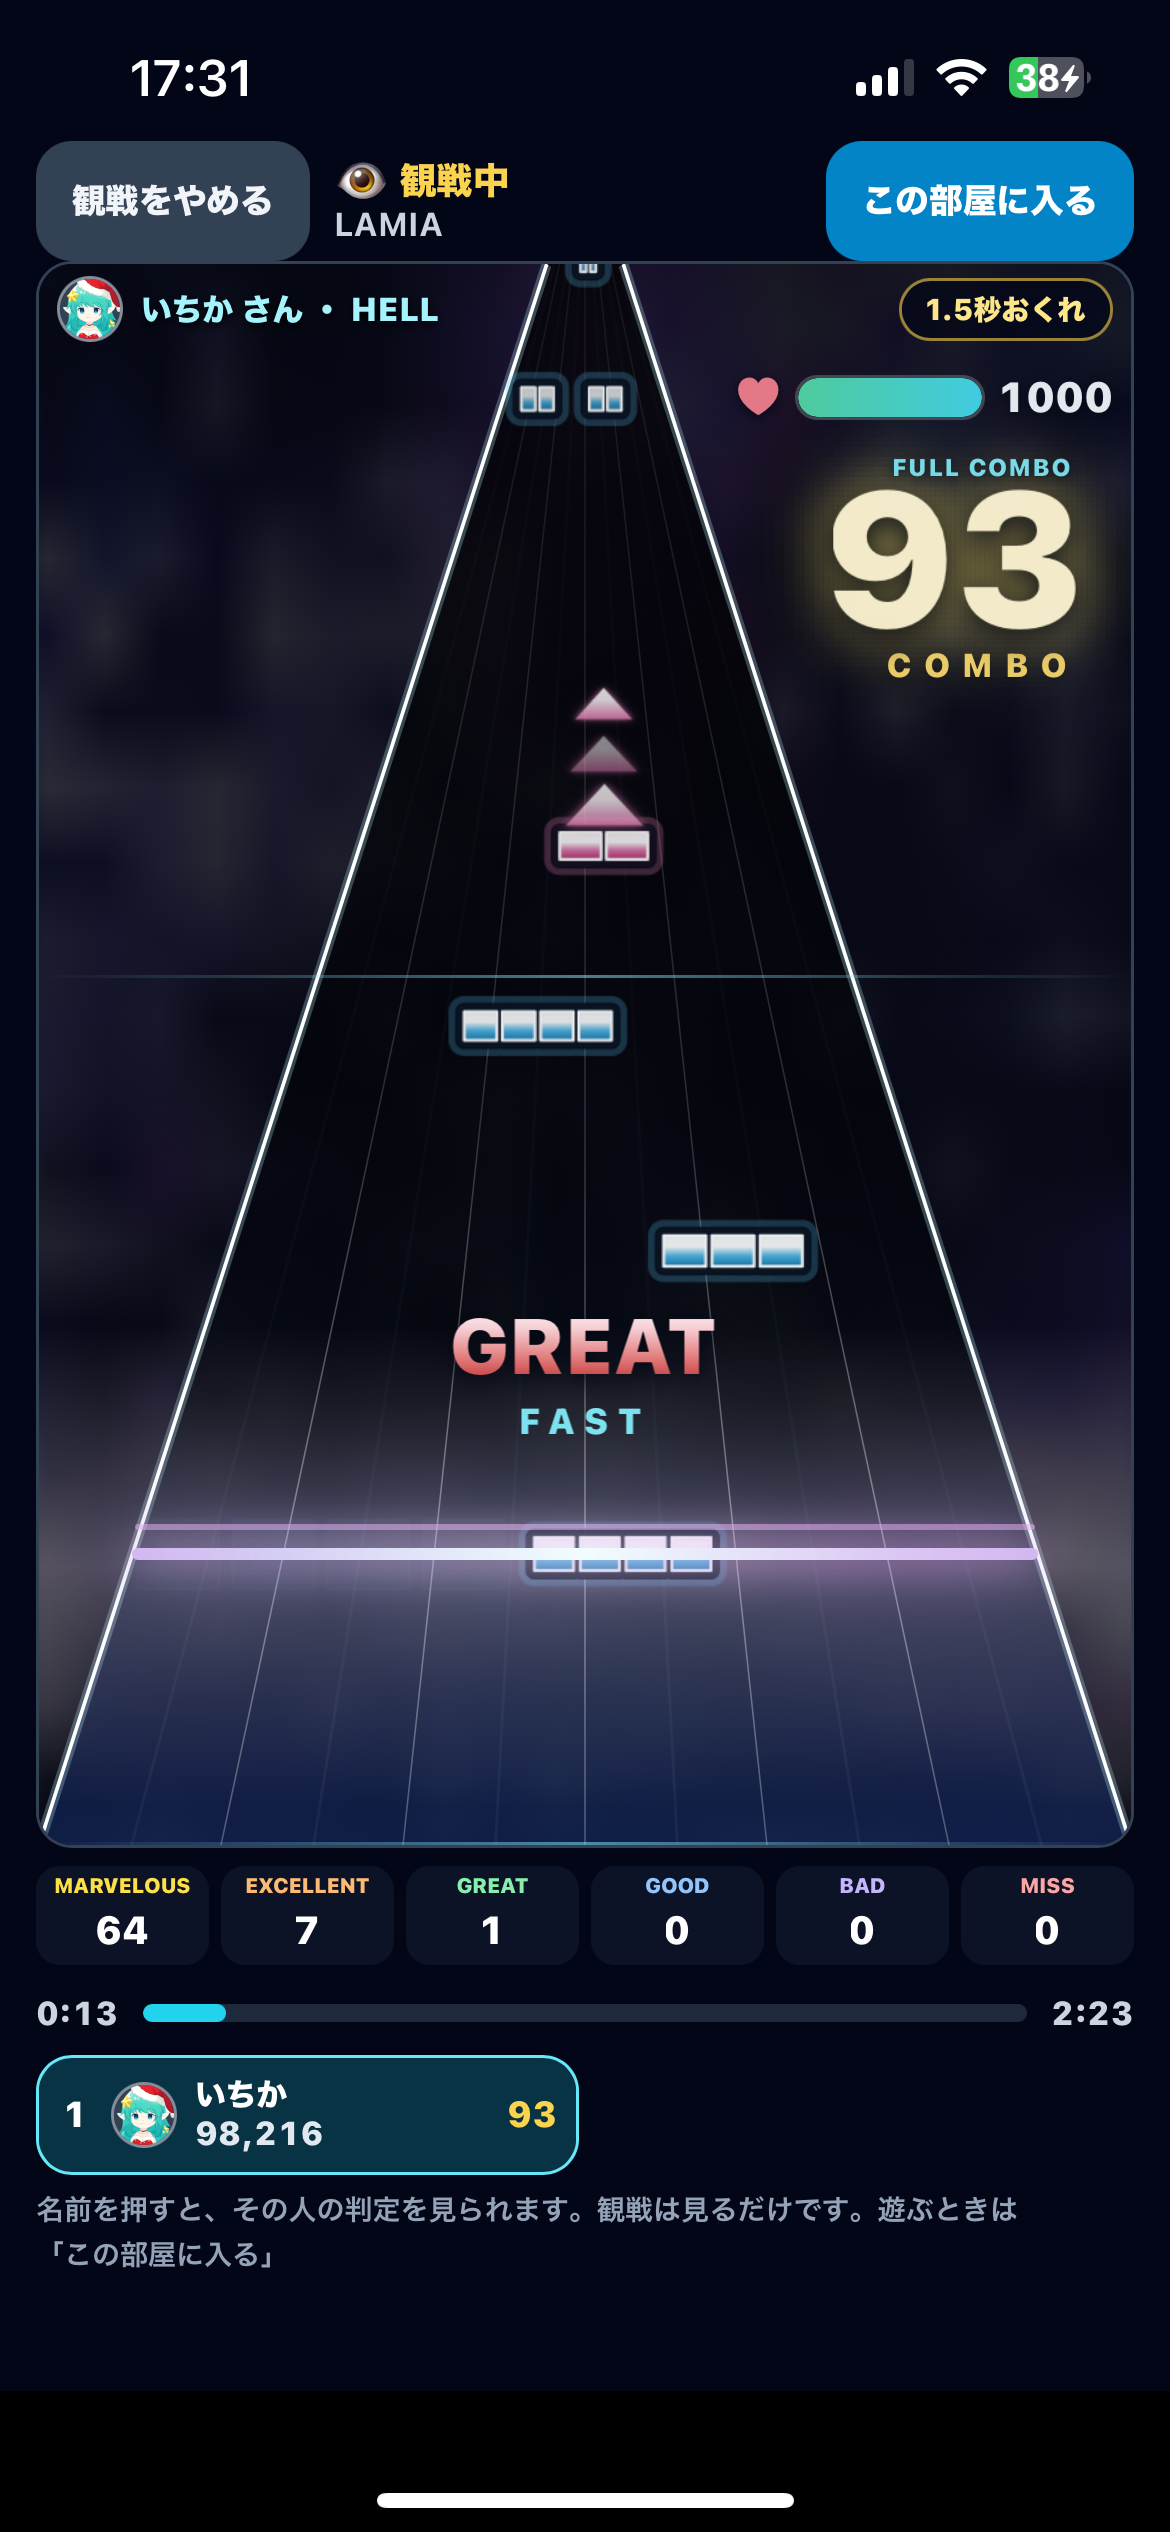 17:31
38
観戦をやめる
観戦中
LAMIA
この部屋に入る
いちか さん ・ HELL
1.5秒おくれ
1000
FULL COMBO
93
COMBO
GREAT
FAST
MARVELOUS
64
EXCELLENT
7
GREAT
1
GOOD
0
BAD
0
MISS
0
0:13
2:23
1
いちか
98,216
93
名前を押すと、その人の判定を見られます。観戦は見るだけです。遊ぶときは
「この部屋に入る」